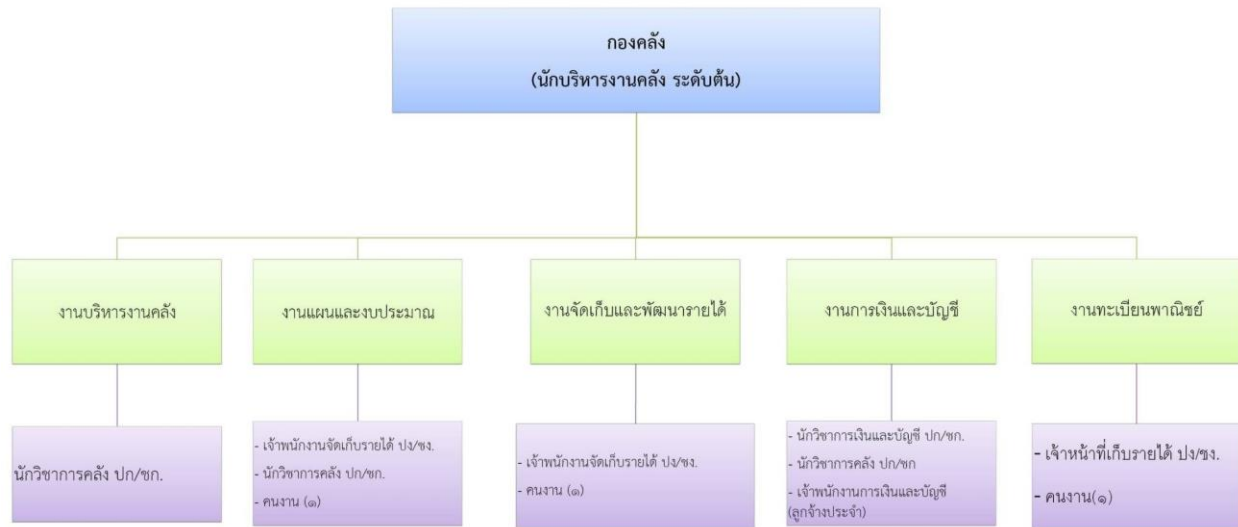 กองคลัง
(นักบริหารงานคลัง ระดับต้น)
งานบริหารงานคลัง
งานแผนและงบประมาณ
งานจัดเก็บและพัฒนารายได้
งานการเงินและบัญชี
งานทะเบียนพาณิชย์
นักวิชาการคลัง ปก/ชก.
- เจ้าพนักงานจัดเก็บรายได้ ปง/ชง.
- นักวิชาการคลัง ปก/ชก.
- คนงาน (๑)
- เจ้าพนักงานจัดเก็บรายได้ ปง/ชง.
- คนงาน (๑)
- นักวิชาการเงินและบัญชี ปก/ชก.
- นักวิชาการคลัง ปก/ชก
- เจ้าพนักงานการเงินและบัญชี
(ลูกจ้างประจำ)
- เจ้าหน้าที่เก็บรายได้ ปง/ชง.
- คนงาน(๑)